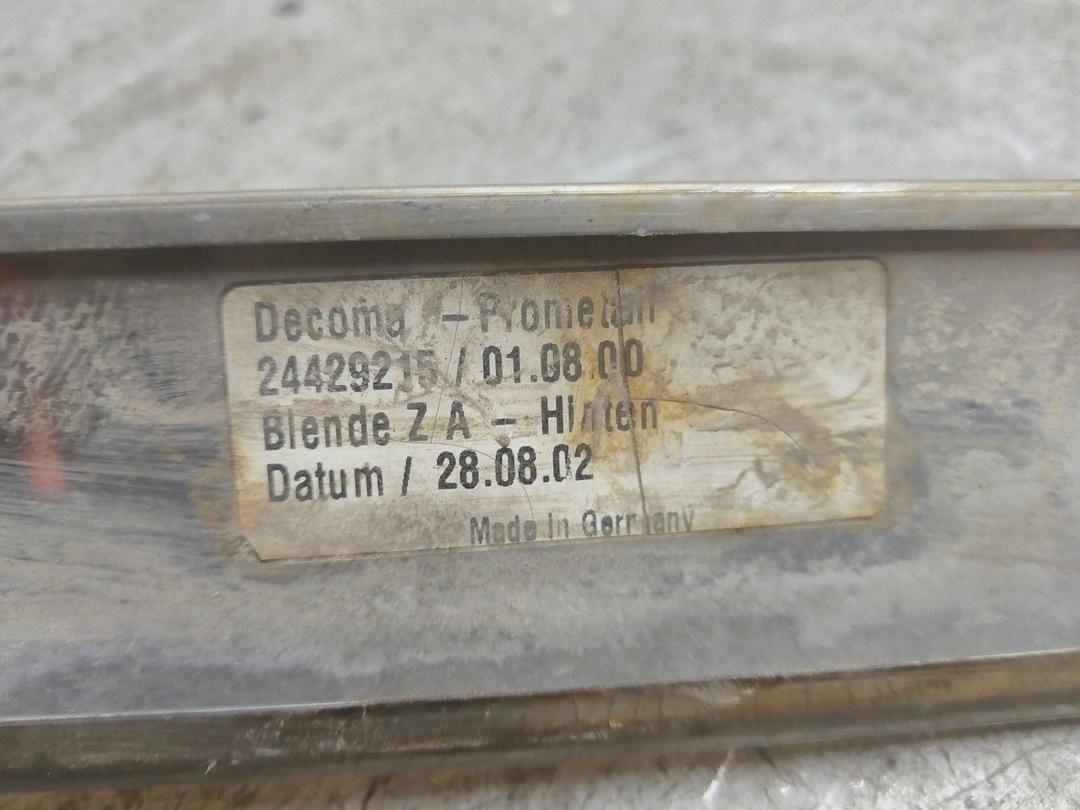 Decoma - Prometall
24429215 / 01.08.00
Blende Z A - Hinten
Datum / 28.08.02
Made in Germany